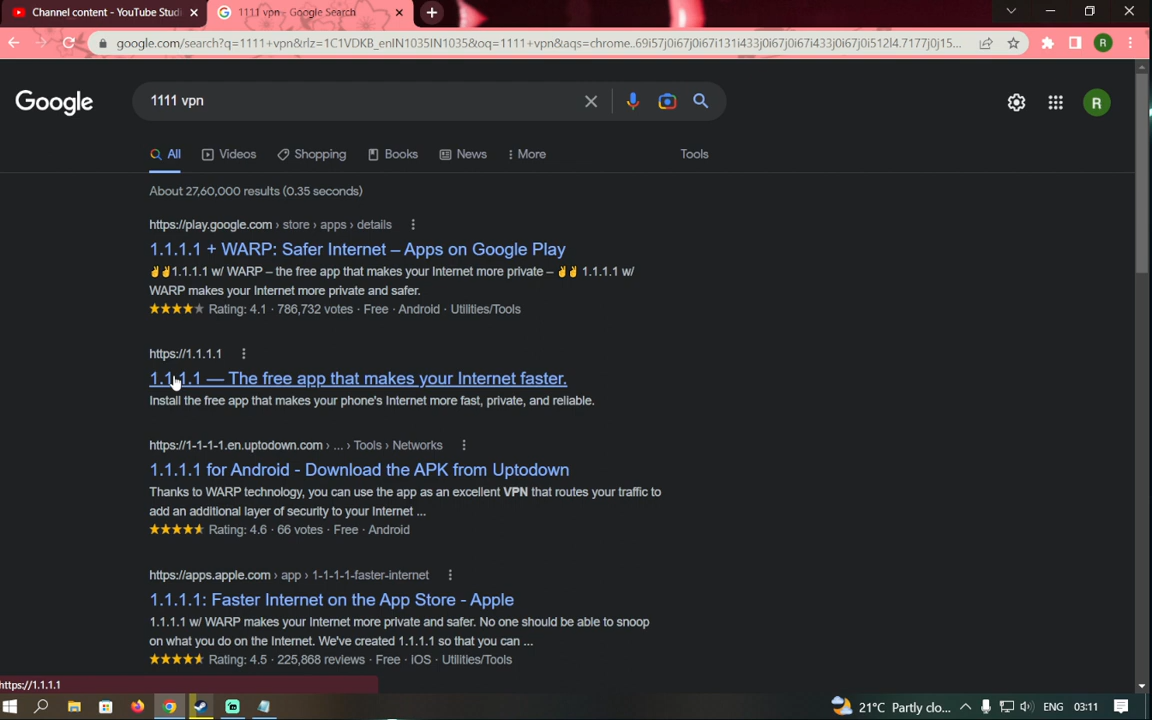 Channel content - YouTube Studi
1111 vpn - Google Search
google.com/search?q=1111+vpn&rlz=1C1VDKB_enIN1035IN1035&oq=1111+vpn&aqs=chrome..69i57j0i67j0i67i131i433j0i67j0i67i433j0i67j0i512l4.7177j0j15...
R
Google
1111 vpn
R
All
Videos
Shopping
Books
News
More
Tools
About 27,60,000 results (0.35 seconds)
https://play.google.com › store › apps › details
1.1.1.1 + WARP: Safer Internet – Apps on Google Play
✌✌1.1.1.1 w/ WARP – the free app that makes your Internet more private – ✌✌ 1.1.1.1 w/
WARP makes your Internet more private and safer.
Rating: 4.1 · 786,732 votes · Free · Android · Utilities/Tools
https://1.1.1.1
1.1.1.1 — The free app that makes your Internet faster.
Install the free app that makes your phone's Internet more fast, private, and reliable.
https://1-1-1-1.en.uptodown.com › ... › Tools › Networks
1.1.1.1 for Android - Download the APK from Uptodown
Thanks to WARP technology, you can use the app as an excellent VPN that routes your traffic to
add an additional layer of security to your Internet ...
Rating: 4.6 · 66 votes · Free · Android
https://apps.apple.com › app › 1-1-1-1-faster-internet
1.1.1.1: Faster Internet on the App Store - Apple
1.1.1.1 w/ WARP makes your Internet more private and safer. No one should be able to snoop
on what you do on the Internet. We've created 1.1.1.1 so that you can ...
Rating: 4.5 · 225,868 reviews · Free · iOS · Utilities/Tools
https://1.1.1.1
21°C Partly clo...
ENG
03:11